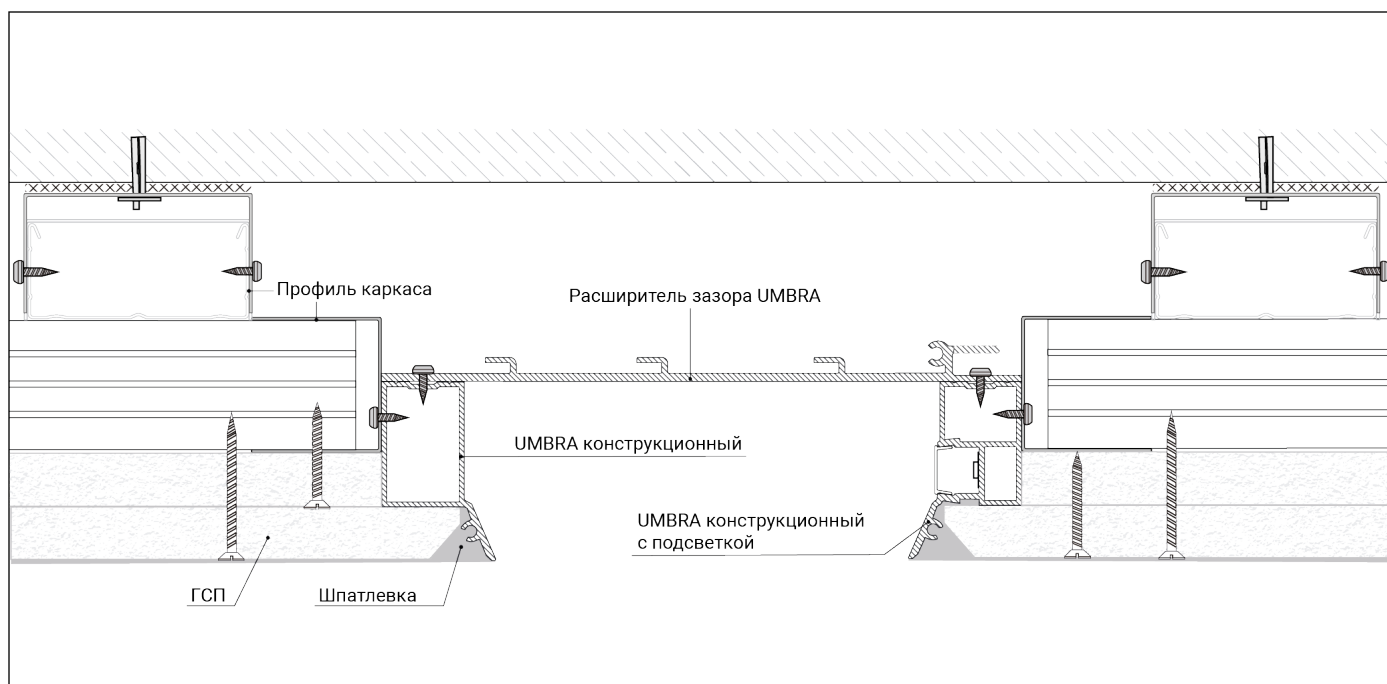 Профиль каркаса
Расширитель зазора UMBRA
UMBRA конструкционный
UMBRA конструкционный
с подсветкой
ГСП
Шпатлевка